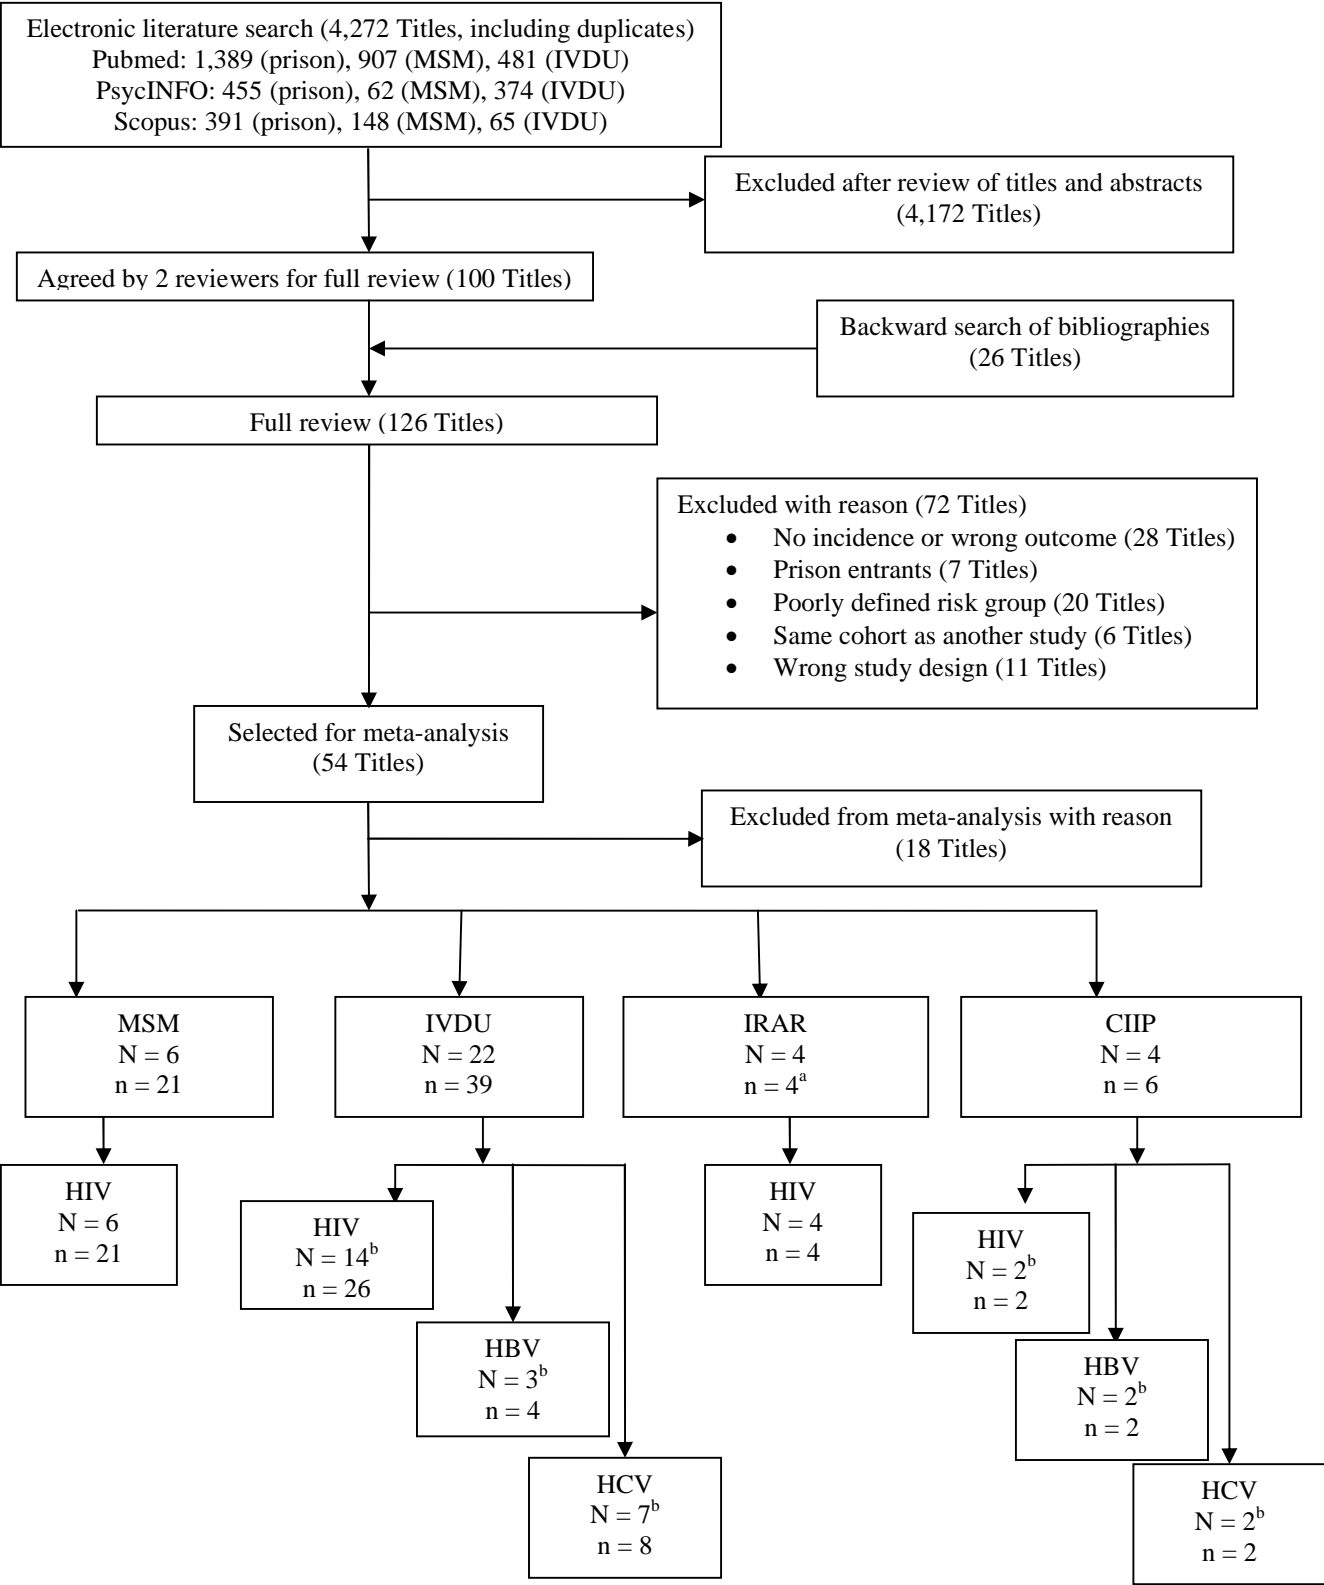 Electronic literature search (4,272 Titles, including duplicates)
Pubmed: 1,389 (prison), 907 (MSM), 481 (IVDU)
PsycINFO: 455 (prison), 62 (MSM), 374 (IVDU)
Scopus: 391 (prison), 148 (MSM), 65 (IVDU)
Excluded after review of titles and abstracts
(4,172 Titles)
Agreed by 2 reviewers for full review (100 Titles)
Backward search of bibliographies
(26 Titles)
Full review (126 Titles)
Excluded with reason (72 Titles)
• No incidence or wrong outcome (28 Titles)
• Prison entrants (7 Titles)
• Poorly defined risk group (20 Titles)
• Same cohort as another study (6 Titles)
• Wrong study design (11 Titles)
Selected for meta-analysis
(54 Titles)
Excluded from meta-analysis with reason
(18 Titles)
MSM
N = 6
n = 21
IVDU
N = 22
n = 39
IRAR
N = 4
n = 4a
CIIP
N = 4
n = 6
HIV
N = 6
n = 21
HIV
N = 14b
n = 26
HBV
N = 3b
n = 4
HCV
N = 7b
n = 8
HIV
N = 4
n = 4
HIV
N = 2b
n = 2
HBV
N = 2b
n = 2
HCV
N = 2b
n = 2